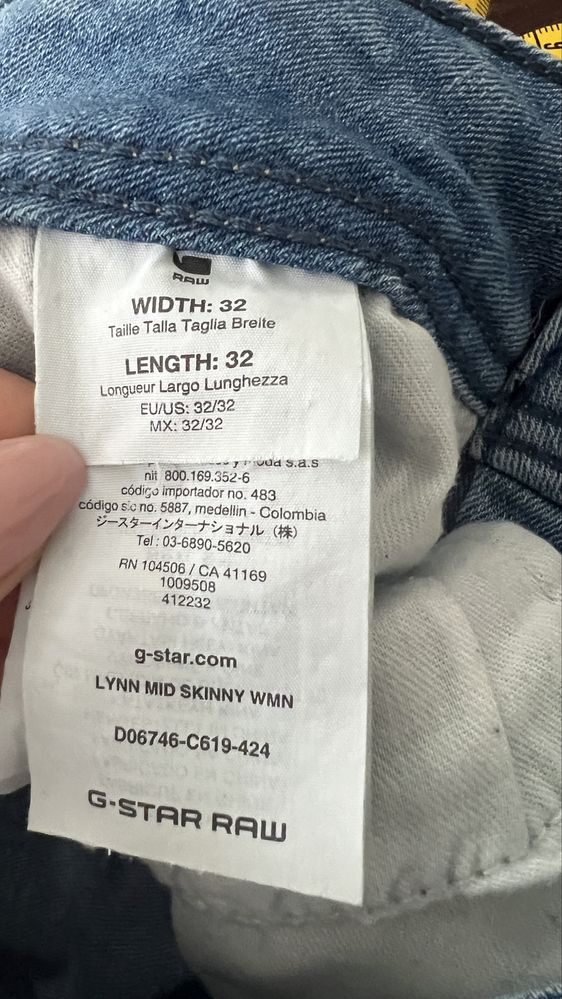 RAW
WIDTH: 32
Taille Talla Taglia Breite
LENGTH: 32
Longueur Largo Lunghezza
EU/US: 32/32
MX: 32/32
y moda s.a.s
nit 800.169.352-6
código importador no. 483
código sic no. 5887, medellin - Colombia
ジースターインターナショナル（株）
Tel : 03-6890-5620
RN 104506 / CA 41169
1009508
412232
g-star.com
LYNN MID SKINNY WMN
D06746-C619-424
G-STAR RAW